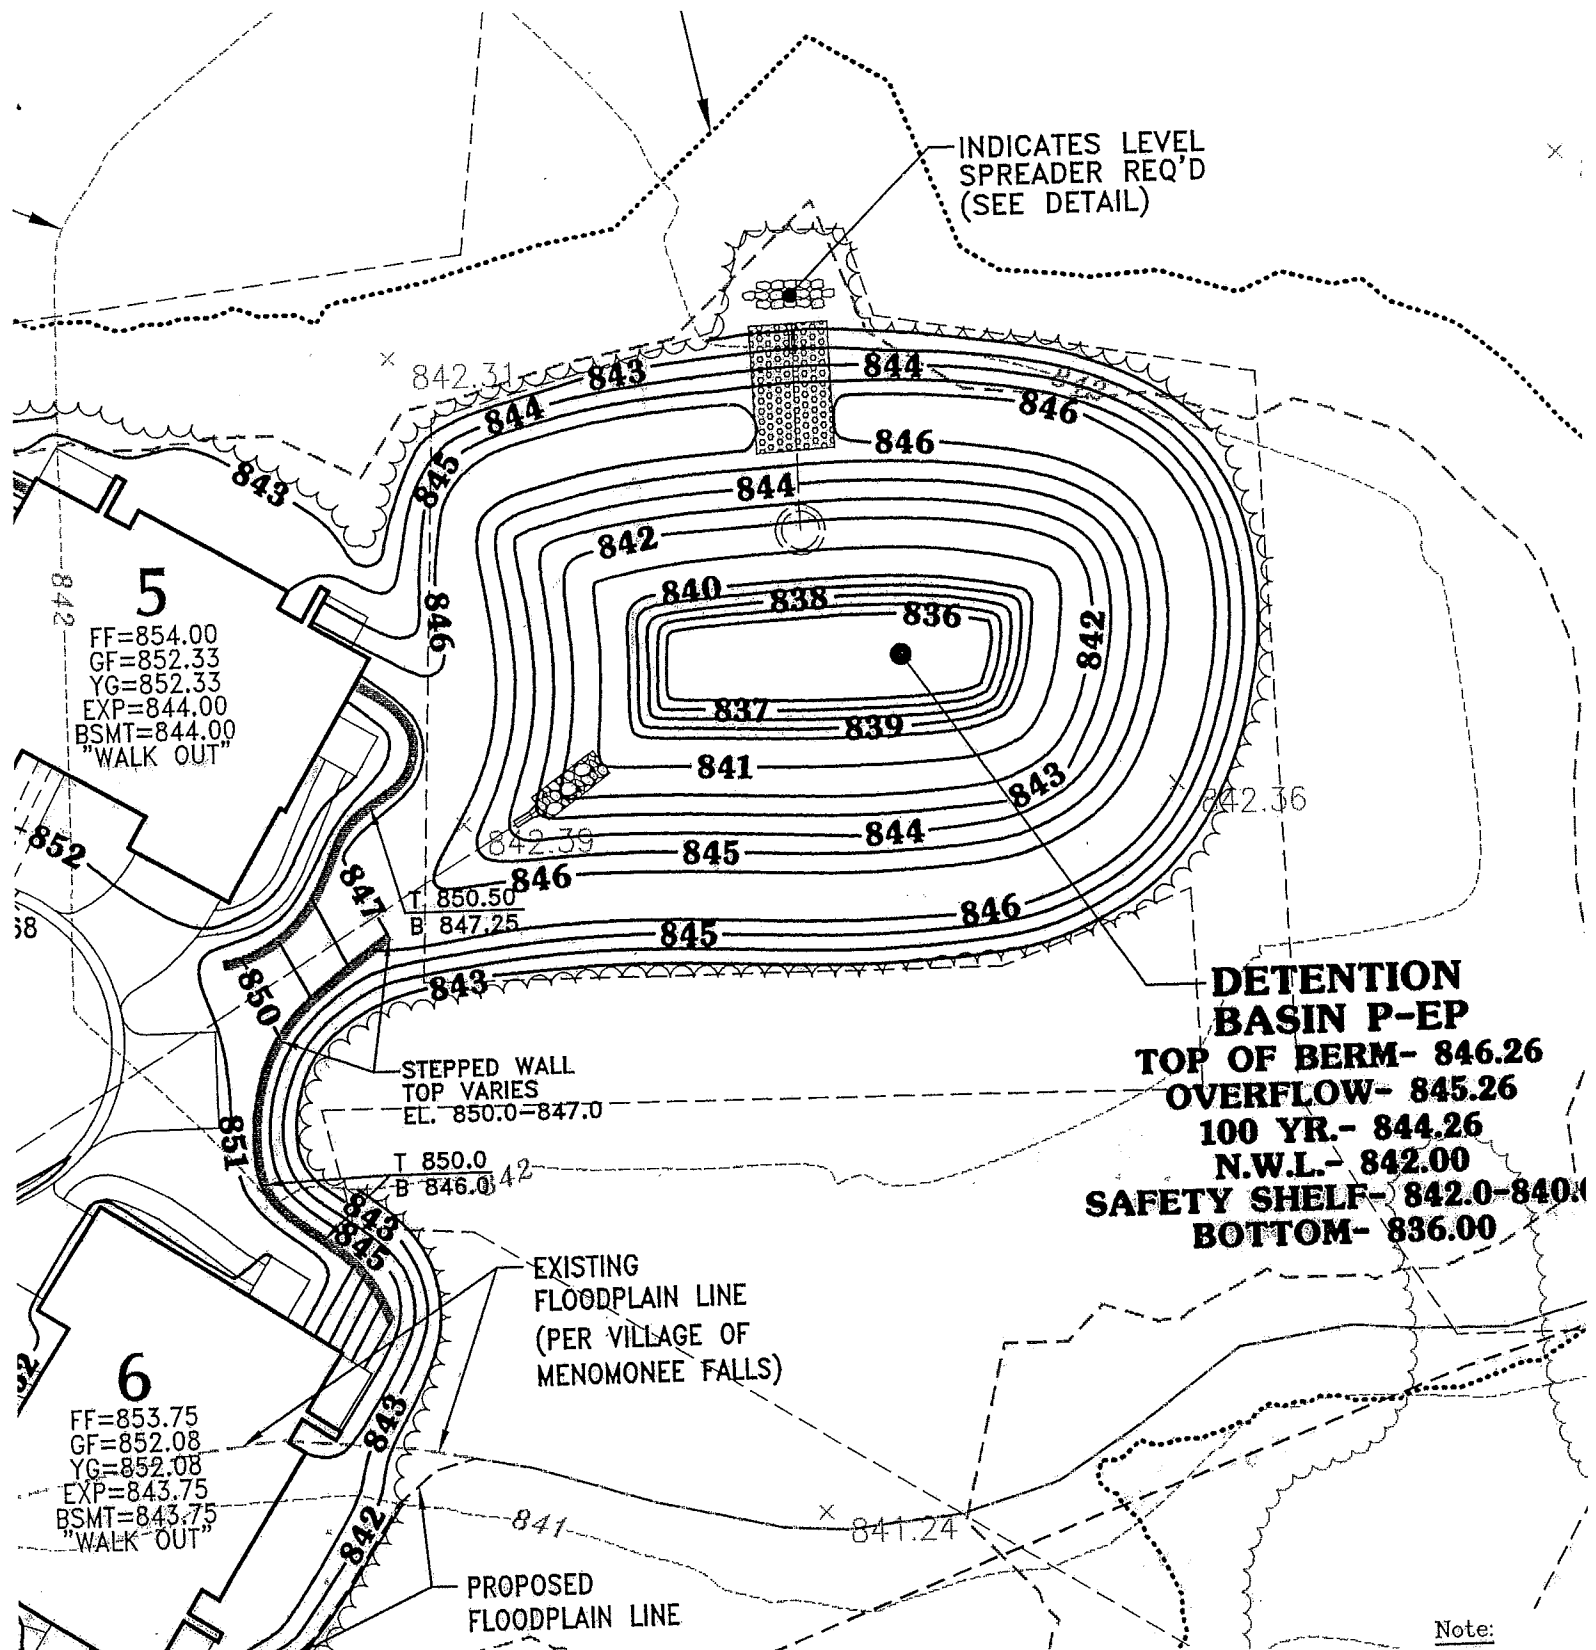 INDICATES LEVEL
SPREADER REQ'D
(SEE DETAIL)
842.31
843
844
843
844
846
845
843
846
844
842
842
5
FF=854.00
GF=852.33
YG=852.33
EXP=844.00
BSMT=844.00
"WALK OUT"
846
840
838
836
842
837
839
841
843
842.36
842.39
844
845
852
846
847
T 850.50
B 847.25
846
845
843
850
DETENTION
BASIN P-EP
TOP OF BERM- 846.26
OVERFLOW- 845.26
100 YR.- 844.26
N.W.L.- 842.00
SAFETY SHELF- 842.0-840.0
BOTTOM- 836.00
STEPPED WALL
TOP VARIES
EL. 850.0-847.0
851
T 850.0
B 846.0
842
843
845
EXISTING
FLOODPLAIN LINE
(PER VILLAGE OF
MENOMONEE FALLS)
6
FF=853.75
GF=852.08
YG=852.08
EXP=843.75
BSMT=843.75
"WALK OUT"
843
842
841
841.24
PROPOSED
FLOODPLAIN LINE
Note: